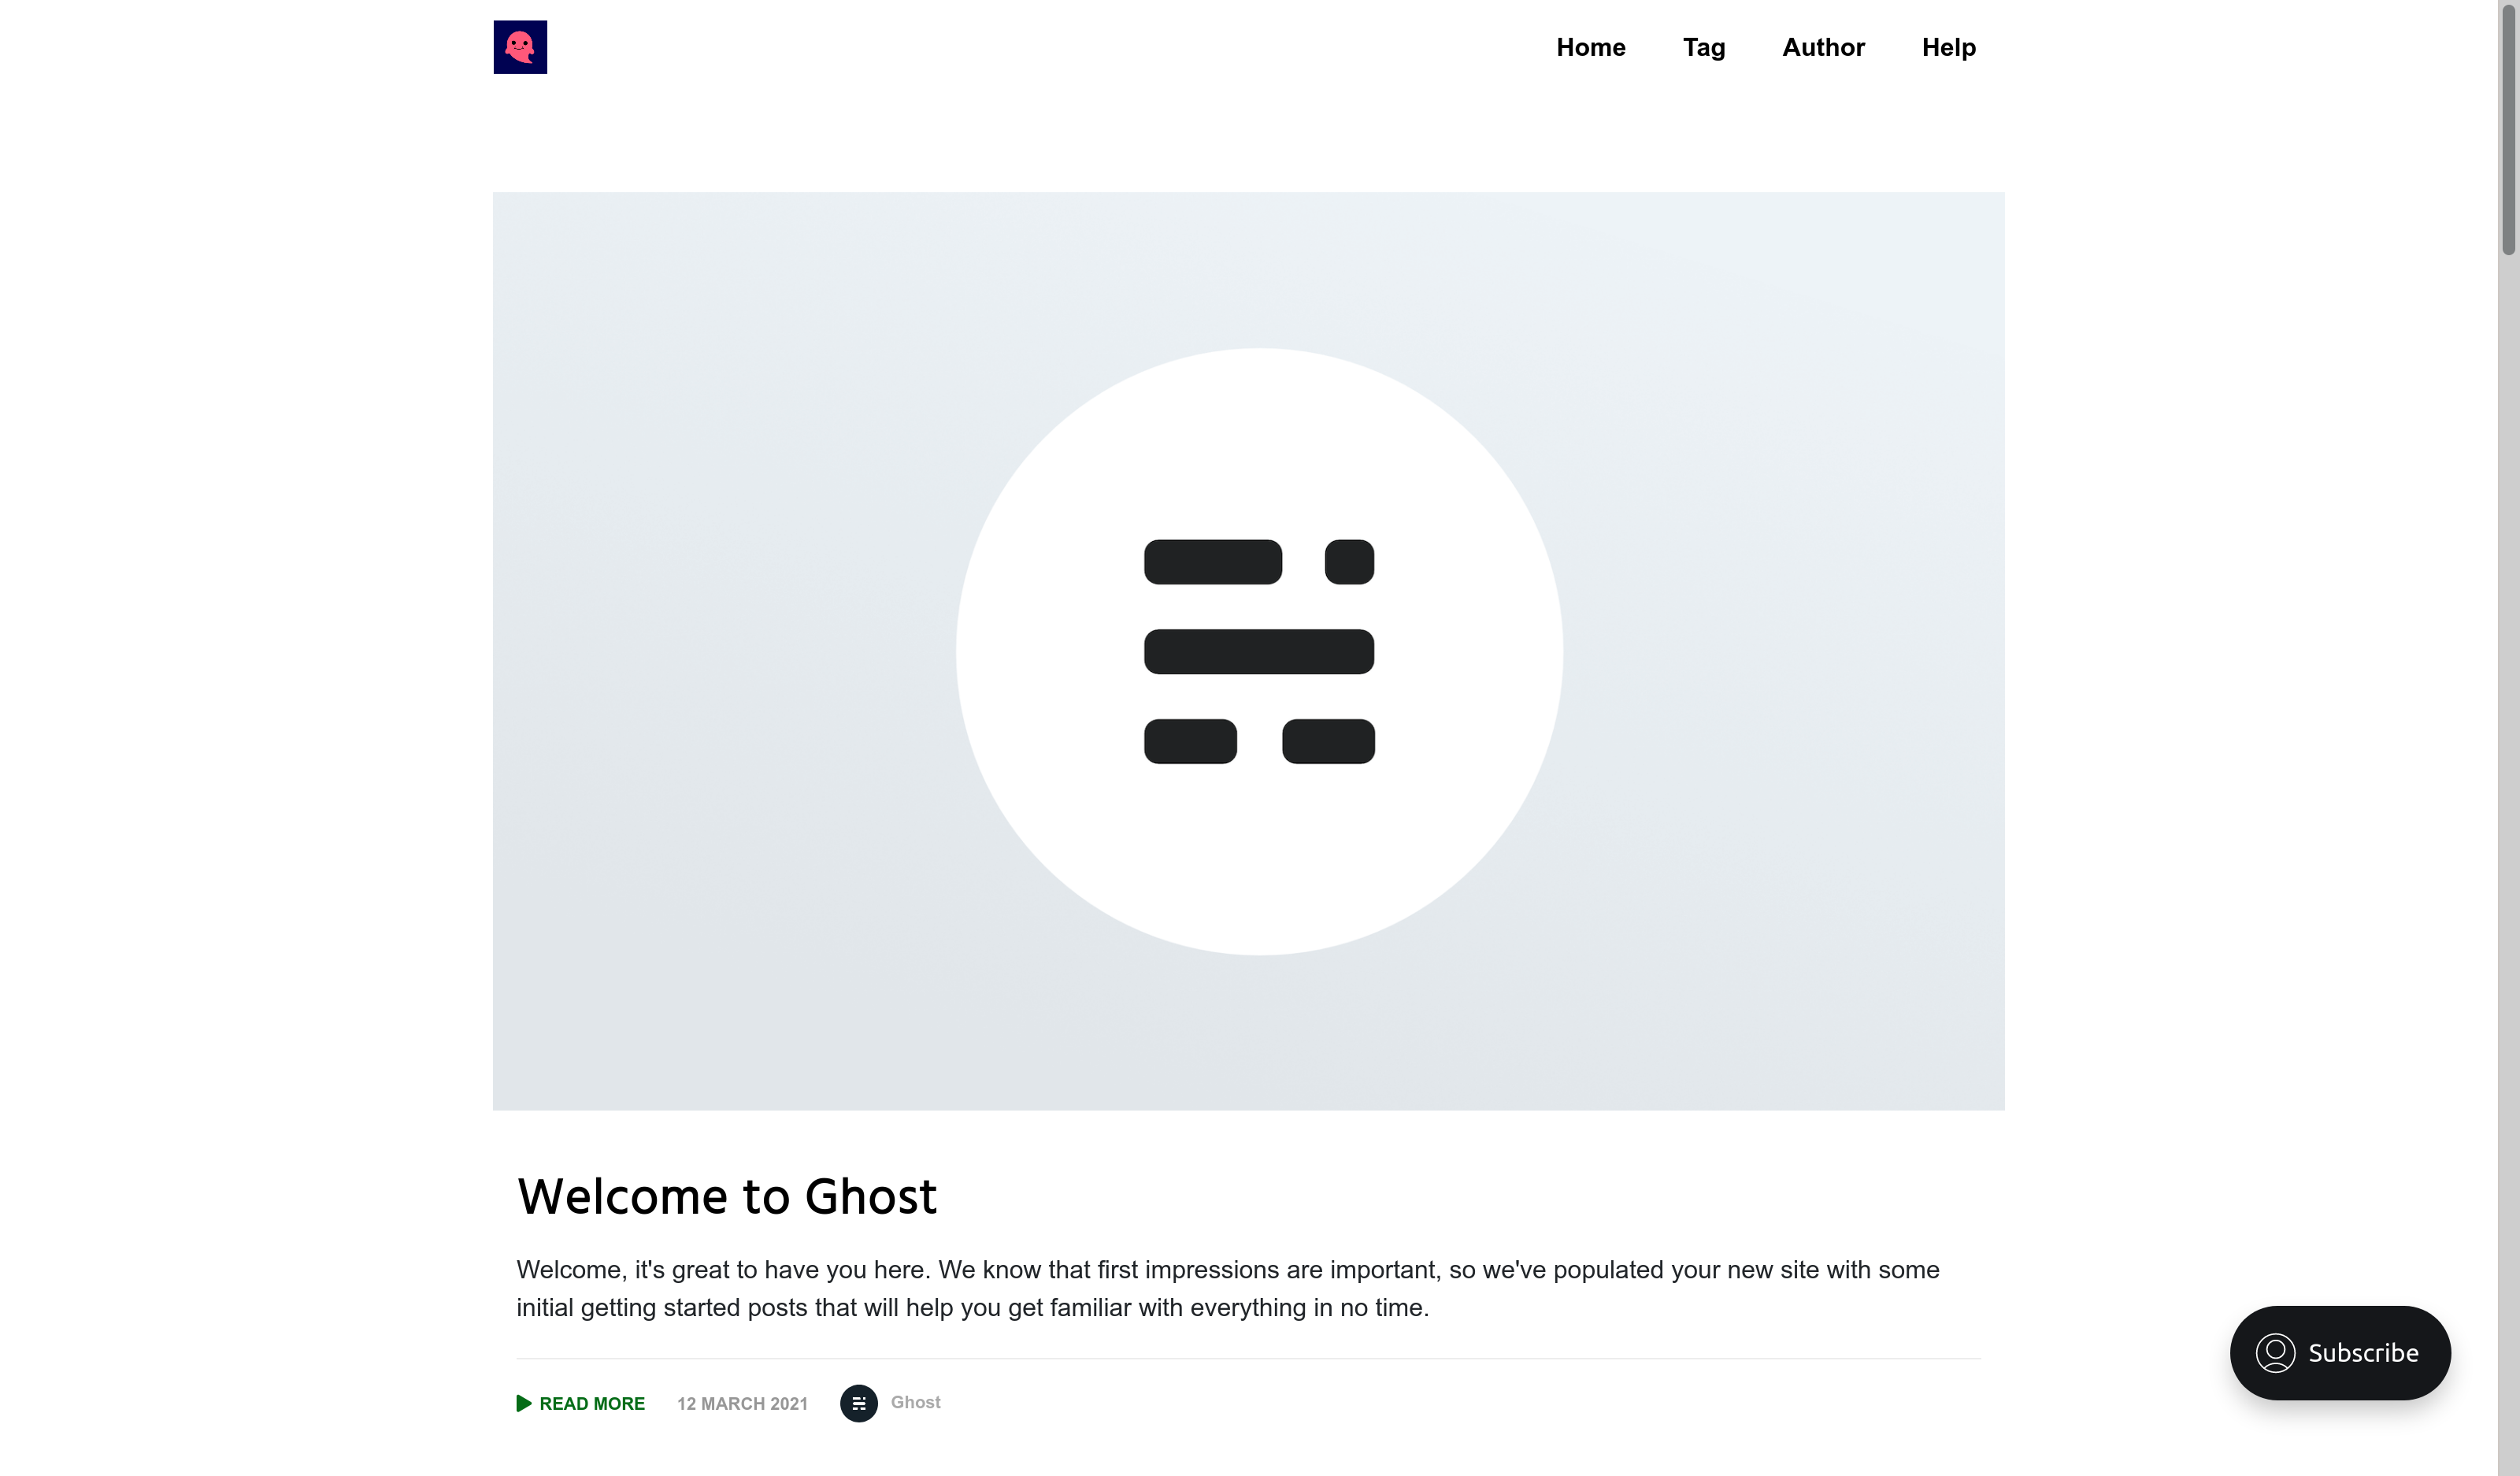 Home Tag Author Help
Welcome to Ghost
Welcome, it's great to have you here. We know that first impressions are important, so we've populated your new site with some
initial getting started posts that will help you get familiar with everything in no time.
READ MORE 12 MARCH 2021 Ghost
Subscribe